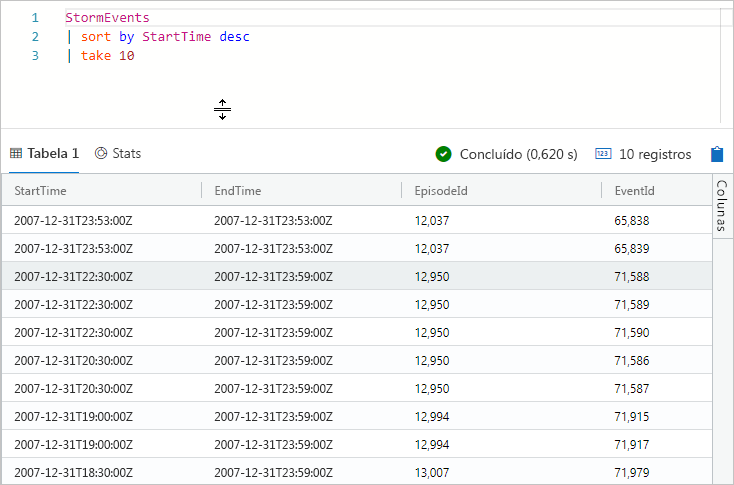 1 StormEvents
2 | sort by StartTime desc
3 | take 10
Tabela 1 Stats Concluído (0,620 s) 123 10 registros
StartTime EndTime EpisodeId EventId
Colunas
2007-12-31T23:53:00Z 2007-12-31T23:53:00Z 12,037 65,838
2007-12-31T23:53:00Z 2007-12-31T23:53:00Z 12,037 65,839
2007-12-31T22:30:00Z 2007-12-31T23:59:00Z 12,950 71,588
2007-12-31T22:30:00Z 2007-12-31T23:59:00Z 12,950 71,589
2007-12-31T22:30:00Z 2007-12-31T23:59:00Z 12,950 71,590
2007-12-31T20:30:00Z 2007-12-31T23:59:00Z 12,950 71,586
2007-12-31T20:30:00Z 2007-12-31T23:59:00Z 12,950 71,587
2007-12-31T19:00:00Z 2007-12-31T23:59:00Z 12,994 71,915
2007-12-31T19:00:00Z 2007-12-31T23:59:00Z 12,994 71,917
2007-12-31T18:30:00Z 2007-12-31T23:59:00Z 13,007 71,979